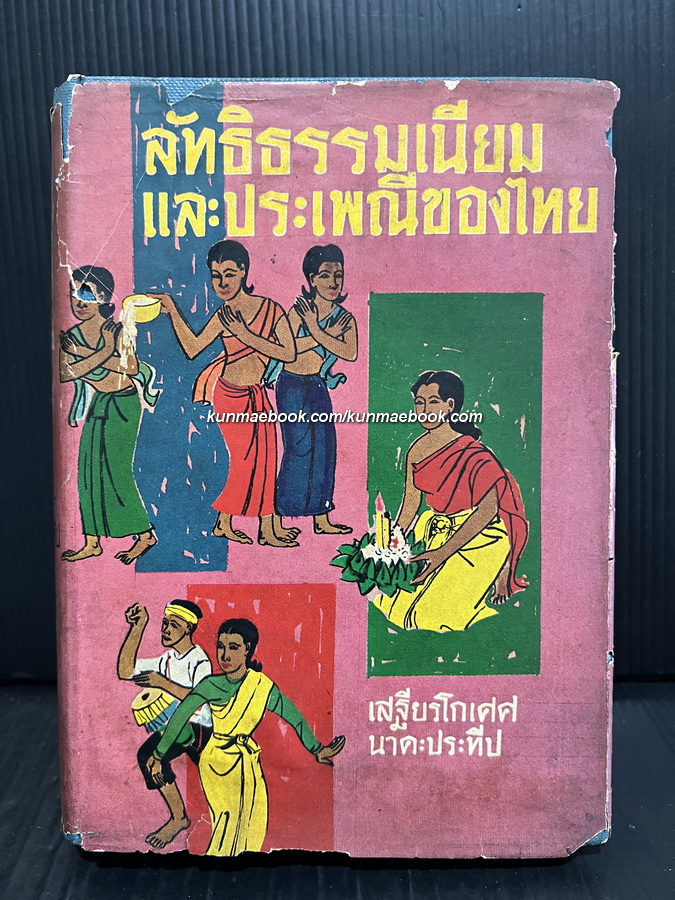 ลัทธิธรรมเนียม
และประเพณีของไทย
kunmaebook.com/kunmaebook.com
เสฐียรโกเศศ
นาคะประทีป